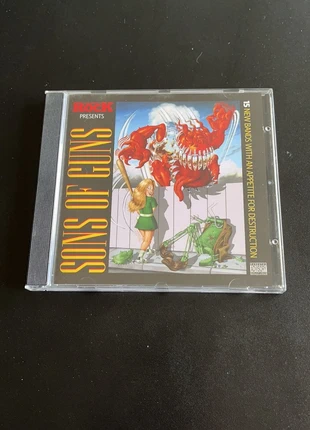 PRESENTS
SONS OF GUNS
15 NEW BANDS WITH AN APPETITE FOR DESTRUCTION